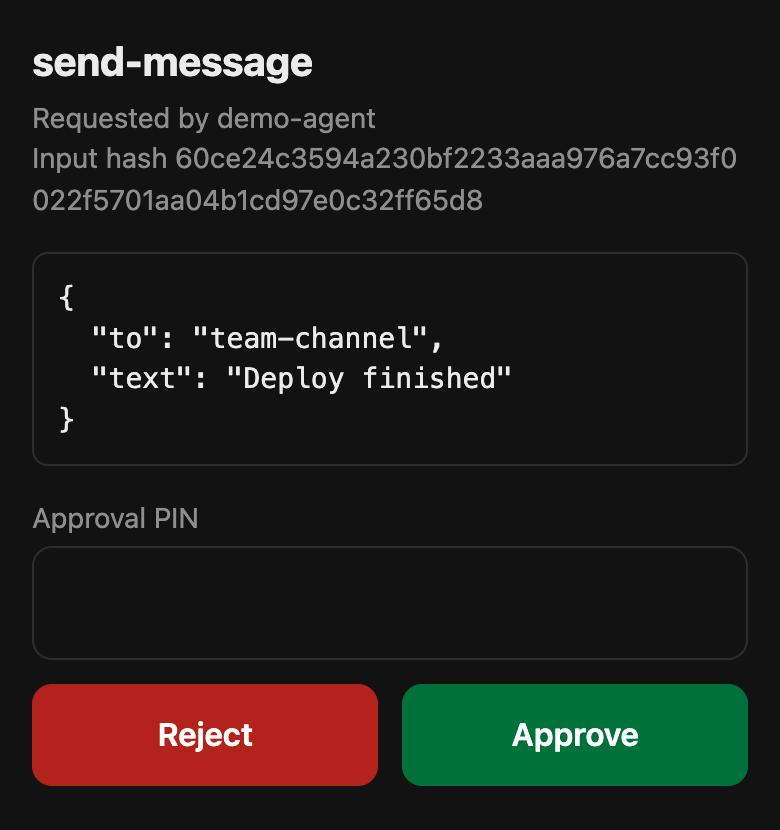 send-message
Requested by demo-agent
Input hash 60ce24c3594a230bf2233aaa976a7cc93f0
022f5701aa04b1cd97e0c32ff65d8
{
  "to": "team-channel",
  "text": "Deploy finished"
}
Approval PIN
Reject
Approve